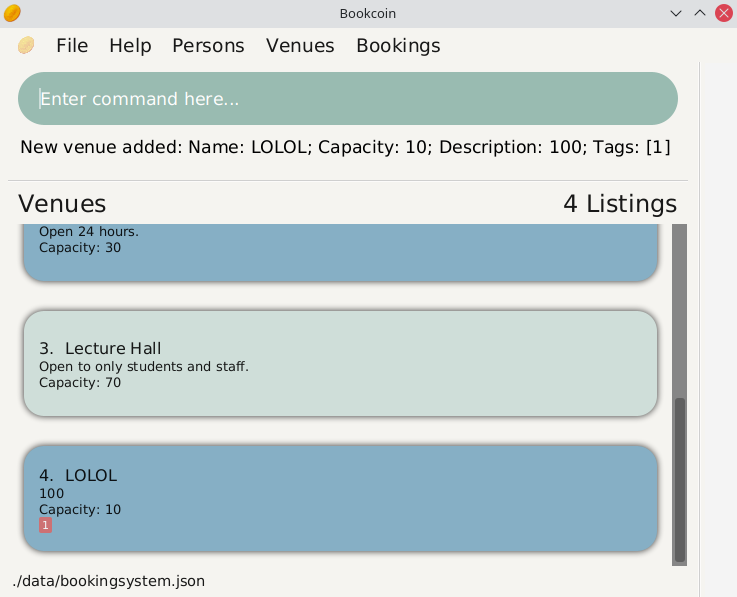 Bookcoin
File Help Persons Venues Bookings
Enter command here...
New venue added: Name: LOLOL; Capacity: 10; Description: 100; Tags: [1]
Venues 4 Listings
Open 24 hours.
Capacity: 30
3. Lecture Hall
Open to only students and staff.
Capacity: 70
4. LOLOL
100
Capacity: 10
1
./data/bookingsystem.json